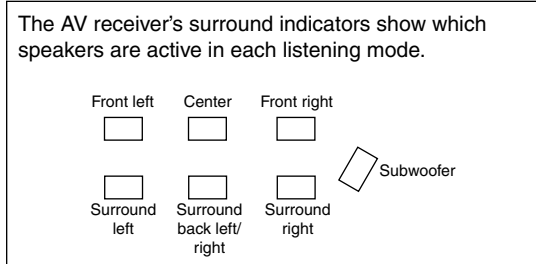 The AV receiver’s surround indicators show which
speakers are active in each listening mode.
Front left
Center
Front right
Subwoofer
Surround
left
Surround
back left/
right
Surround
right